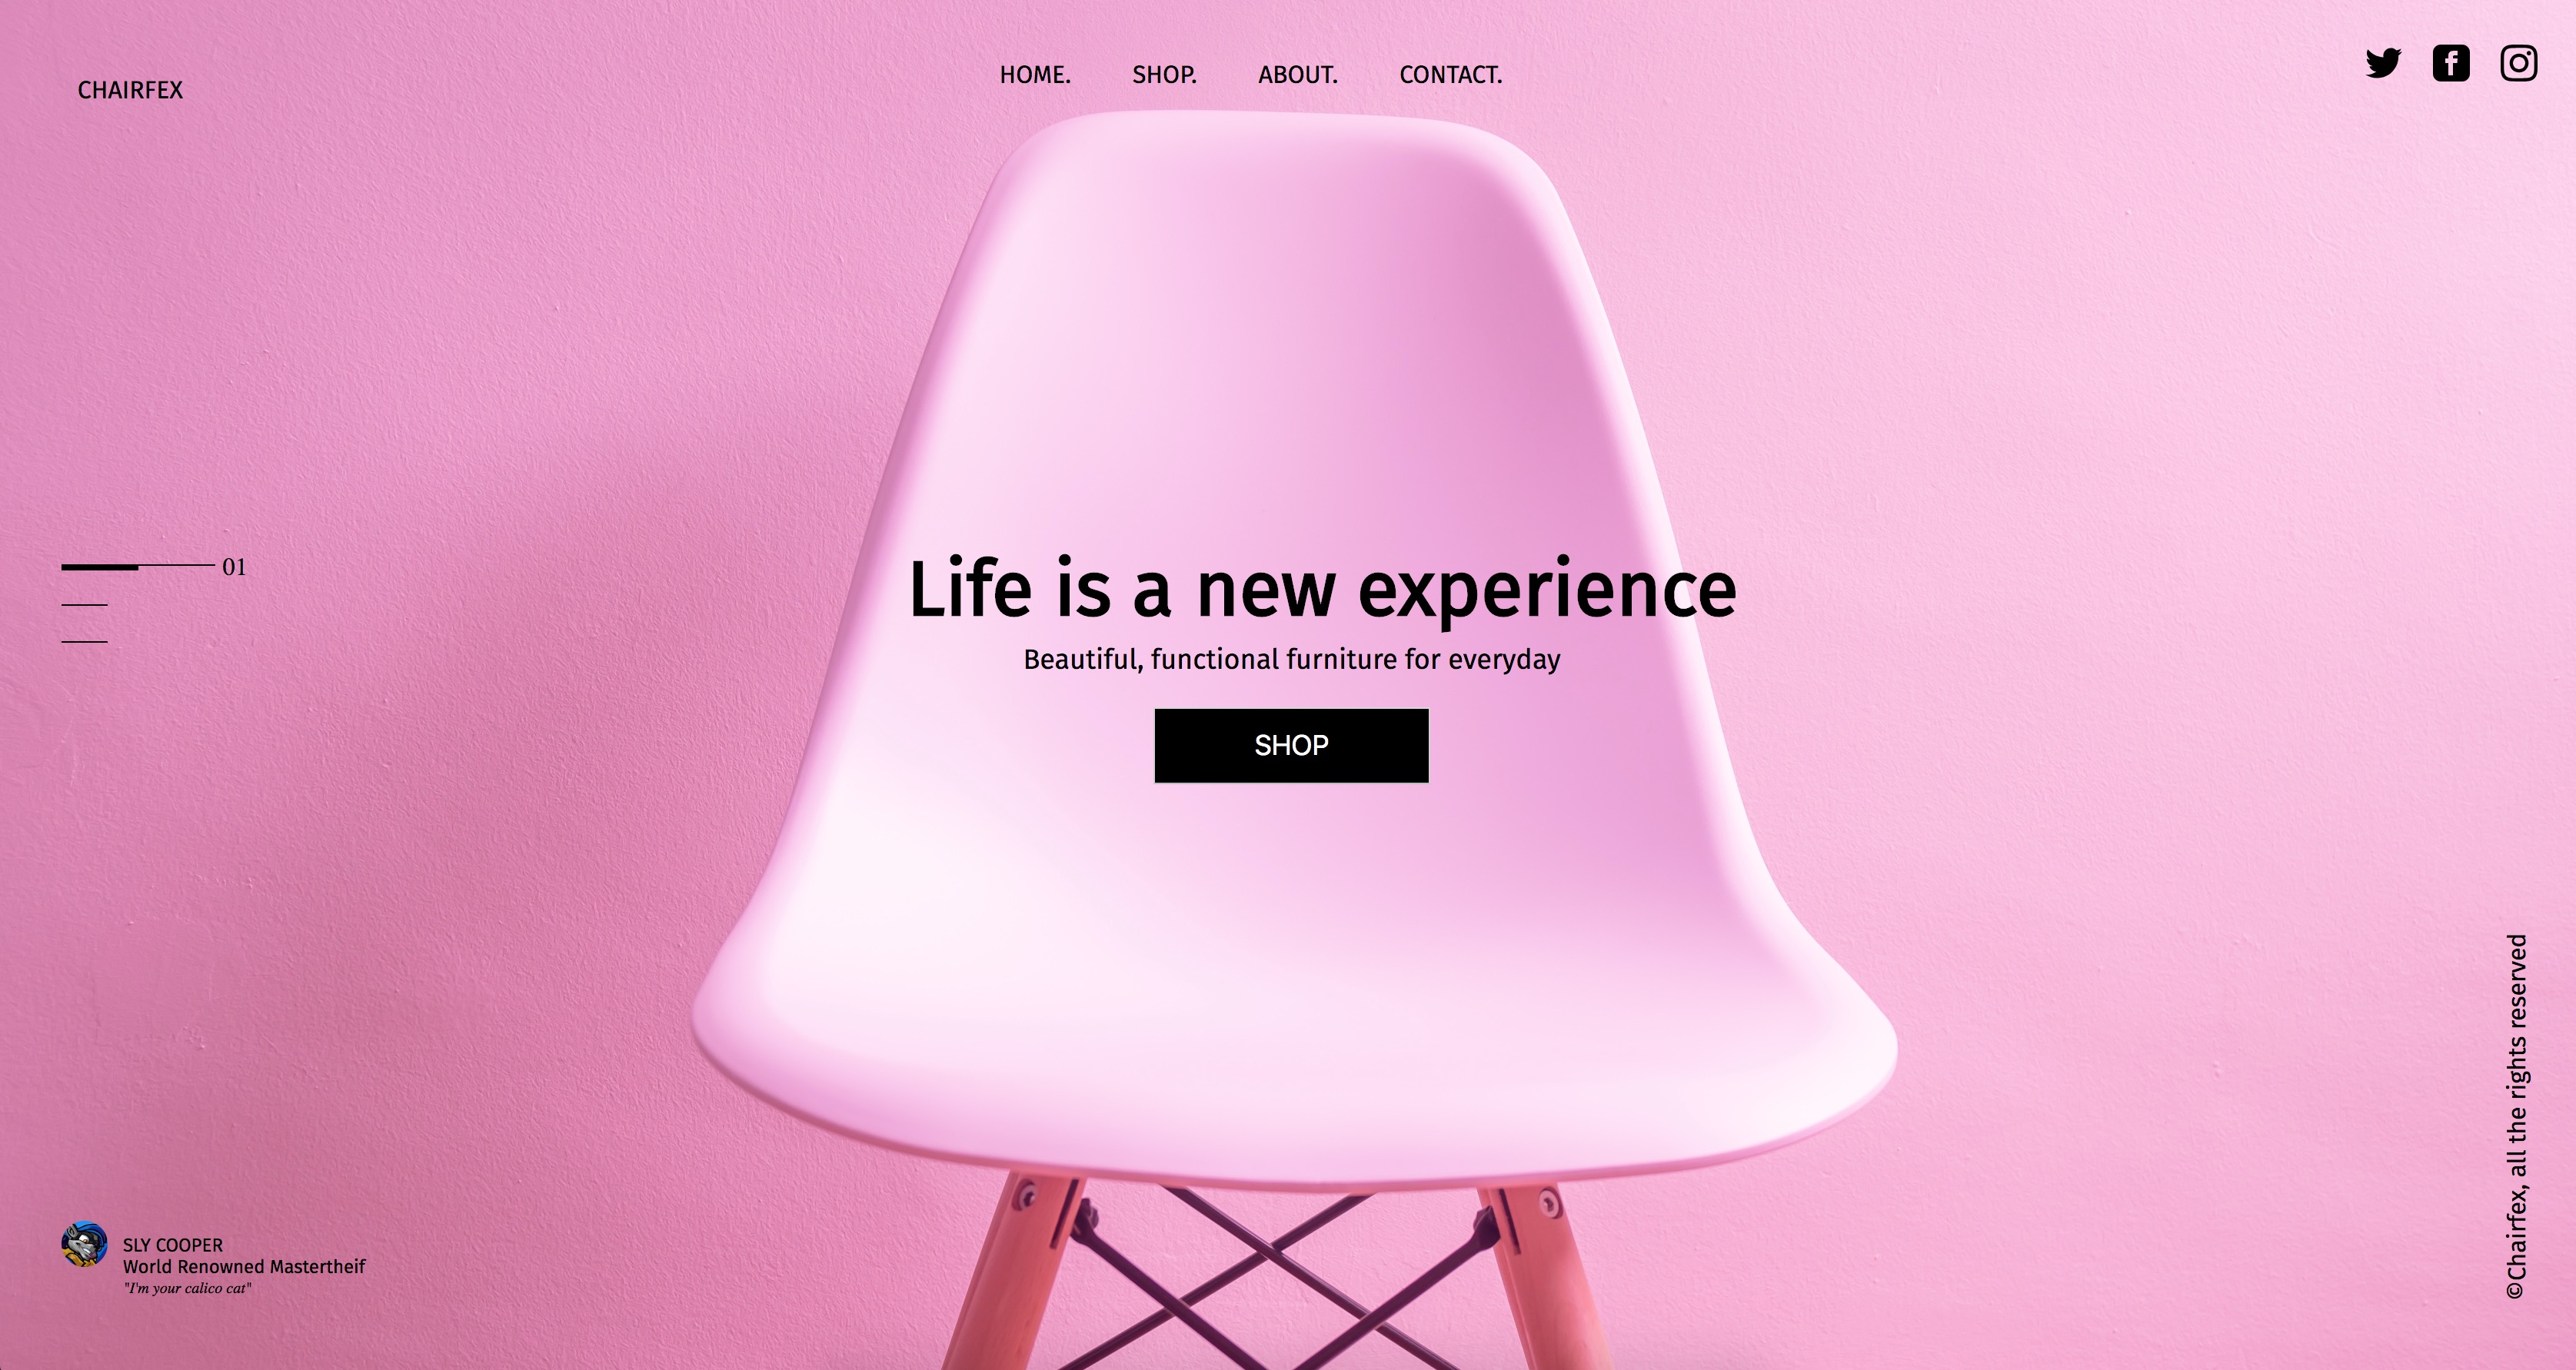 CHAIRFEX
HOME. SHOP. ABOUT. CONTACT.
01
Life is a new experience
Beautiful, functional furniture for everyday
SHOP
SLY COOPER
World Renowned Mastertheif
"I'm your calico cat"
©Chairfex, all the rights reserved